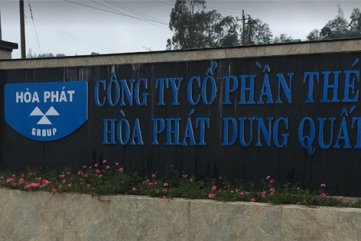 HÒA PHÁT
GROUP
CÔNG TY CỔ PHẦN THÉ
HÒA PHÁT DUNG QUẤT